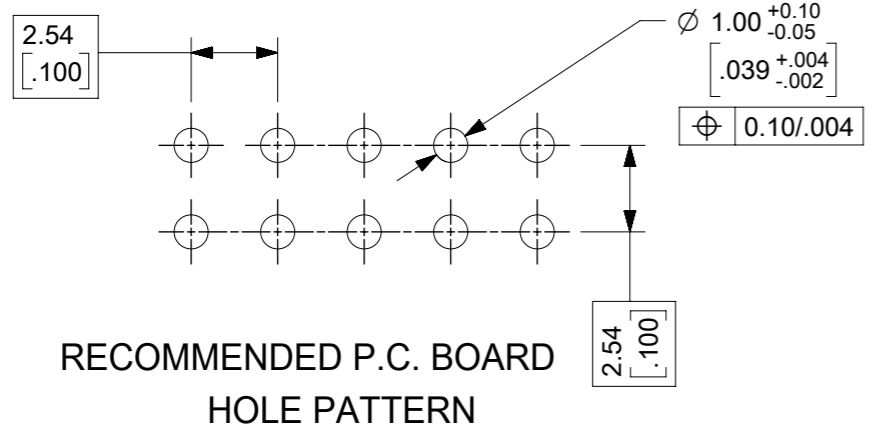 2.54
[.100]
Ø 1.00 +0.10 -0.05
[.039 +.004 -.002]
⌖ 0.10/.004
2.54
[.100]
RECOMMENDED P.C. BOARD
HOLE PATTERN